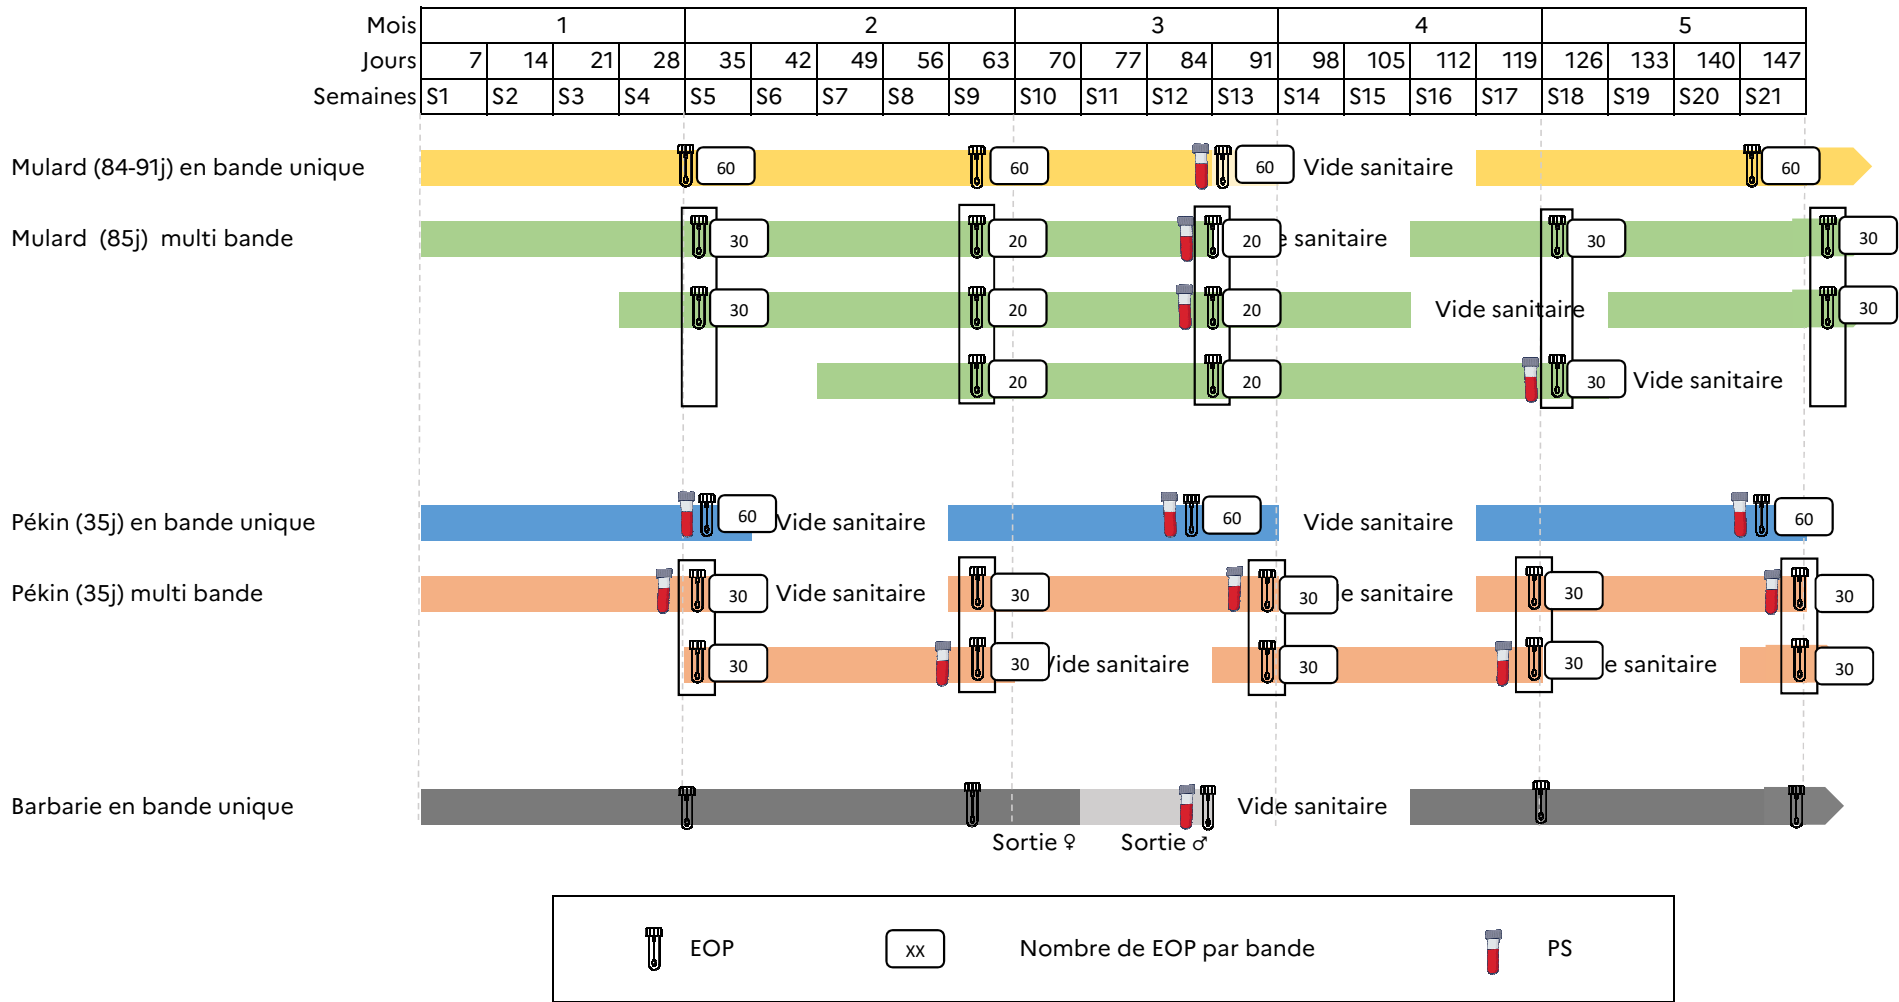 Mois 1 2 3 4 5
Jours 7 14 21 28 35 42 49 56 63 70 77 84 91 98 105 112 119 126 133 140 147
Semaines S1 S2 S3 S4 S5 S6 S7 S8 S9 S10 S11 S12 S13 S14 S15 S16 S17 S18 S19 S20 S21
Mulard (84-91j) en bande unique 60 60 60 Vide sanitaire 60
Mulard (85j) multi bande 30 20 20 e sanitaire 30 30
30 20 20 Vide sanitaire 30
20 20 30 Vide sanitaire
Pékin (35j) en bande unique 60 Vide sanitaire 60 Vide sanitaire 60
Pékin (35j) multi bande 30 Vide sanitaire 30 30 e sanitaire 30 30
30 30 Vide sanitaire 30 30 e sanitaire 30
Barbarie en bande unique Vide sanitaire
Sortie ♀ Sortie ♂
EOP xx Nombre de EOP par bande PS